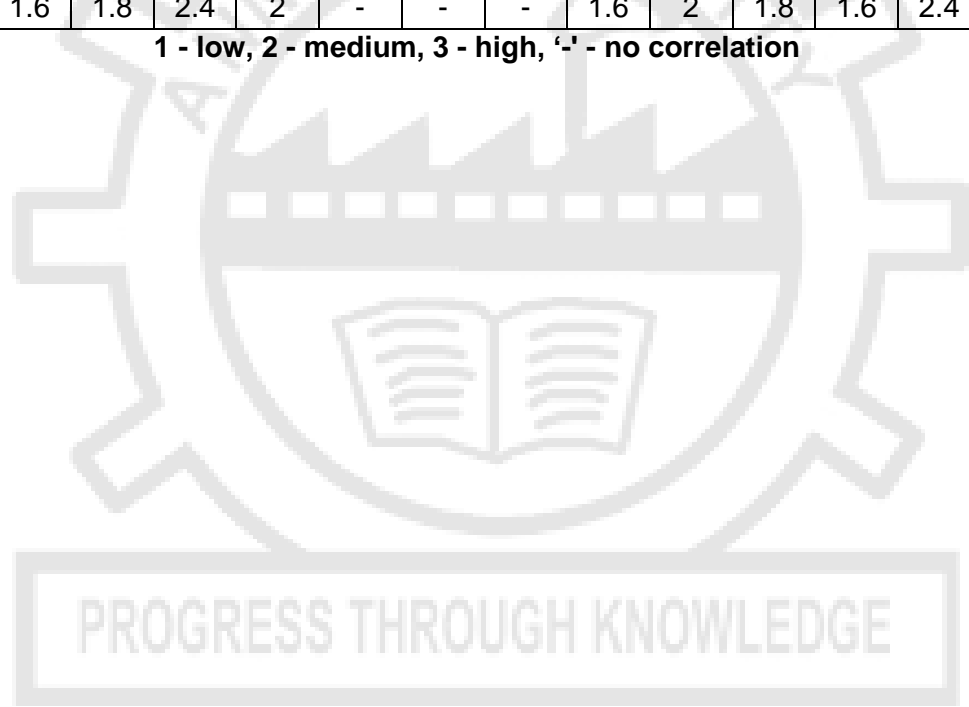 1.6 1.8 2.4 2 - - - 1.6 2 1.8 1.6 2.4
1 - low, 2 - medium, 3 - high, ‘-' - no correlation
PROGRESS THROUGH KNOWLEDGE